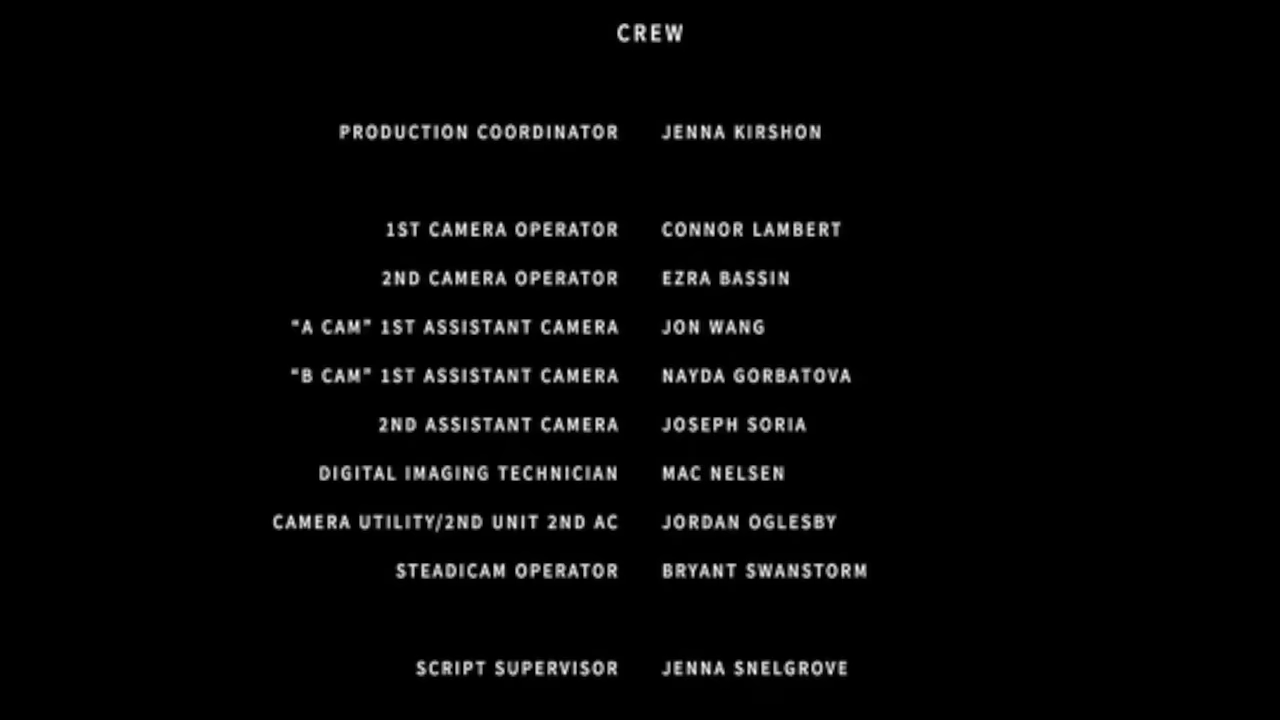 CREW
PRODUCTION COORDINATOR JENNA KIRSHON
1ST CAMERA OPERATOR CONNOR LAMBERT
2ND CAMERA OPERATOR EZRA BASSIN
“A CAM” 1ST ASSISTANT CAMERA JON WANG
“B CAM” 1ST ASSISTANT CAMERA NAYDA GORBATOVA
2ND ASSISTANT CAMERA JOSEPH SORIA
DIGITAL IMAGING TECHNICIAN MAC NELSEN
CAMERA UTILITY/2ND UNIT 2ND AC JORDAN OGLESBY
STEADICAM OPERATOR BRYANT SWANSTORM
SCRIPT SUPERVISOR JENNA SNELGROVE